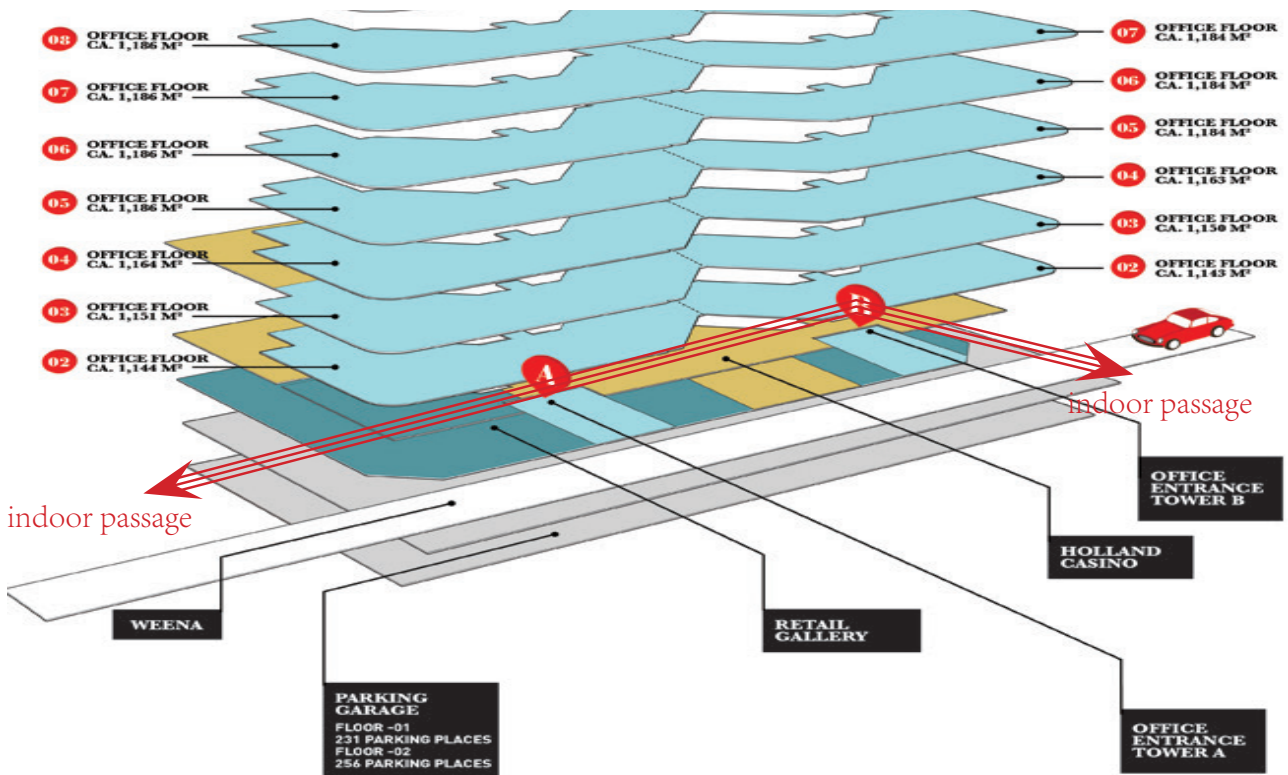 08 OFFICE FLOOR
CA. 1,186 M²
07 OFFICE FLOOR
CA. 1,186 M²
06 OFFICE FLOOR
CA. 1,186 M²
05 OFFICE FLOOR
CA. 1,186 M²
04 OFFICE FLOOR
CA. 1,164 M²
03 OFFICE FLOOR
CA. 1,151 M²
02 OFFICE FLOOR
CA. 1,144 M²
07 OFFICE FLOOR
CA. 1,184 M²
06 OFFICE FLOOR
CA. 1,184 M²
05 OFFICE FLOOR
CA. 1,184 M²
04 OFFICE FLOOR
CA. 1,163 M²
03 OFFICE FLOOR
CA. 1,150 M²
02 OFFICE FLOOR
CA. 1,143 M²
B
A
indoor passage
indoor passage
OFFICE
ENTRANCE
TOWER B
HOLLAND
CASINO
WEENA
RETAIL
GALLERY
PARKING
GARAGE
FLOOR -01
231 PARKING PLACES
FLOOR -02
256 PARKING PLACES
OFFICE
ENTRANCE
TOWER A